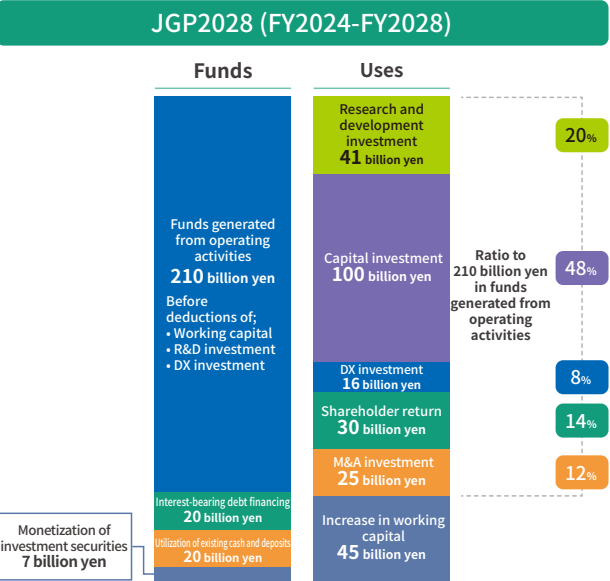 JGP2028 (FY2024-FY2028)
Funds
Uses
Funds generated
from operating
activities
210 billion yen
Before
deductions of;
• Working capital
• R&D investment
• DX investment
Interest-bearing debt financing
20 billion yen
Utilization of existing cash and deposits
20 billion yen
Monetization of
investment securities
7 billion yen
Research and
development
investment
41 billion yen
Capital investment
100 billion yen
DX investment
16 billion yen
Shareholder return
30 billion yen
M&A investment
25 billion yen
Increase in working
capital
45 billion yen
Ratio to
210 billion yen
in funds
generated from
operating
activities
20%
48%
8%
14%
12%